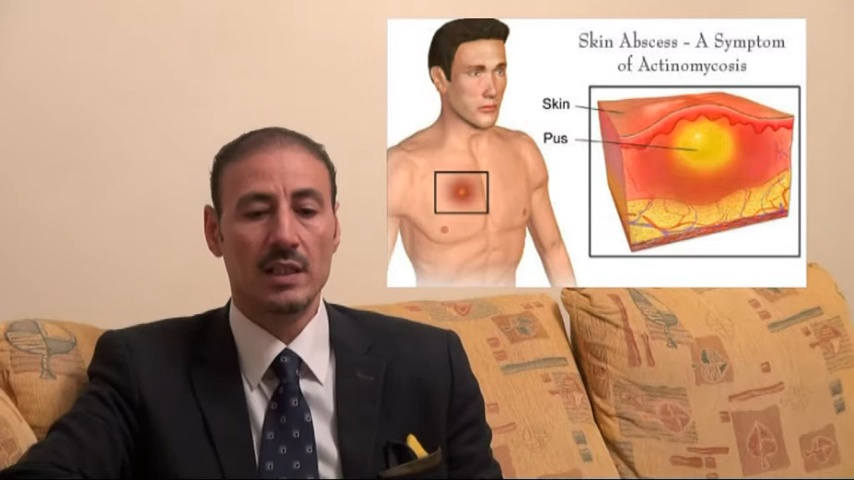 Skin Abscess - A Symptom
of Actinomycosis
Skin
Pus